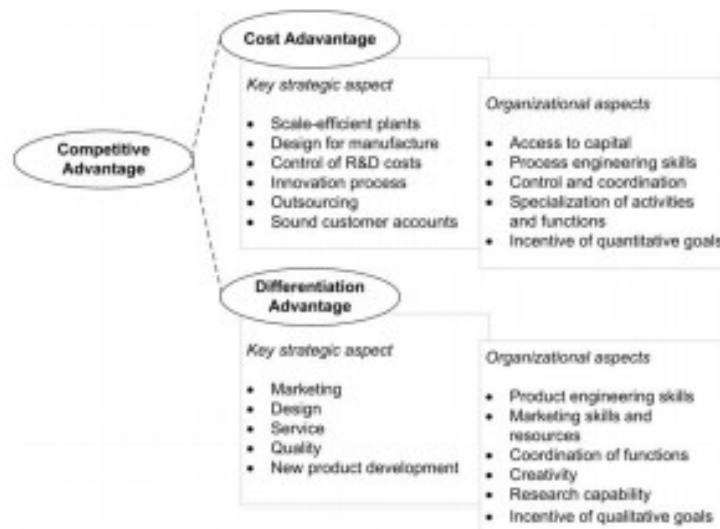 Cost Adavantage
Key strategic aspect
• Scale-efficient plants
• Design for manufacture
• Control of R&D costs
• Innovation process
• Outsourcing
• Sound customer accounts
Organizational aspects
• Access to capital
• Process engineering skills
• Control and coordination
• Specialization of activities
and functions
• Incentive of quantitative goals
Competitive
Advantage
Differentiation
Advantage
Key strategic aspect
• Marketing
• Design
• Service
• Quality
• New product development
Organizational aspects
• Product engineering skills
• Marketing skills and
resources
• Coordination of functions
• Creativity
• Research capability
• Incentive of qualitative goals